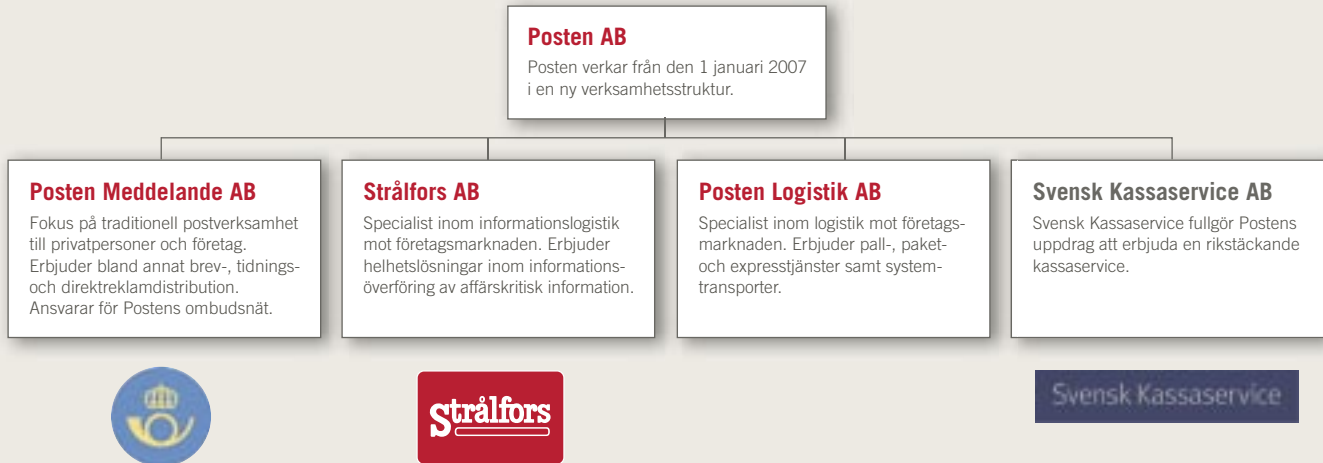 Posten AB
Posten verkar från den 1 januari 2007
i en ny verksamhetsstruktur.
Posten Meddelande AB
Fokus på traditionell postverksamhet
till privatpersoner och företag.
Erbjuder bland annat brev-, tidnings-
och direktreklamdistribution.
Ansvarar för Postens ombudsnät.
Strålfors AB
Specialist inom informationslogistik
mot företagsmarknaden. Erbjuder
helhetslösningar inom informations-
överföring av affärskritisk information.
Posten Logistik AB
Specialist inom logistik mot företags-
marknaden. Erbjuder pall-, paket-
och expresstjänster samt system-
transporter.
Svensk Kassaservice AB
Svensk Kassaservice fullgör Postens
uppdrag att erbjuda en rikstäckande
kassaservice.
Strålfors
Svensk Kassaservice